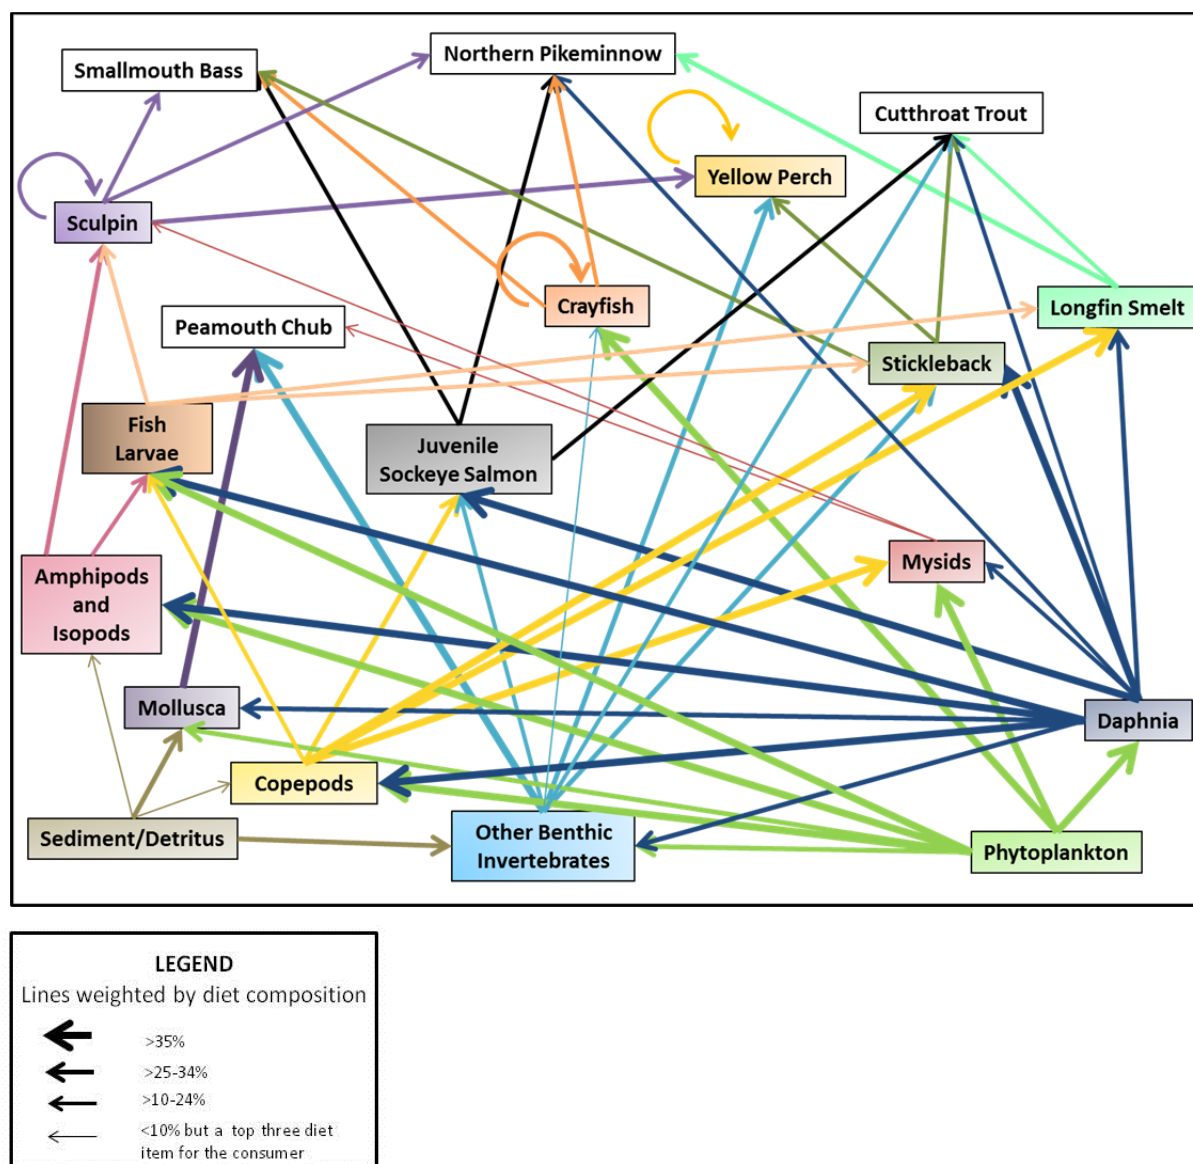 Northern Pikeminnow
Smallmouth Bass
Cutthroat Trout
Yellow Perch
Sculpin
Crayfish
Longfin Smelt
Peamouth Chub
Stickleback
Fish
Larvae
Juvenile
Sockeye Salmon
Mysids
Amphipods
and
Isopods
Mollusca
Daphnia
Copepods
Sediment/Detritus
Other Benthic
Invertebrates
Phytoplankton
LEGEND
Lines weighted by diet composition
>35%
>25-34%
>10-24%
<10% but a top three diet
item for the consumer